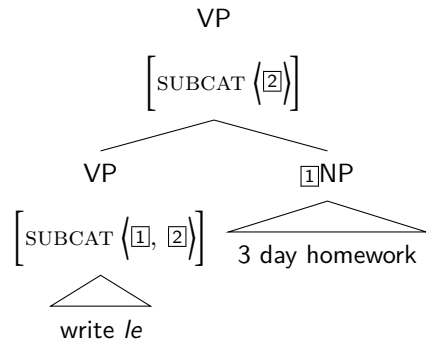 VP
[SUBCAT ⟨2⟩]
VP 1NP
[SUBCAT ⟨1, 2⟩]
3 day homework
write le